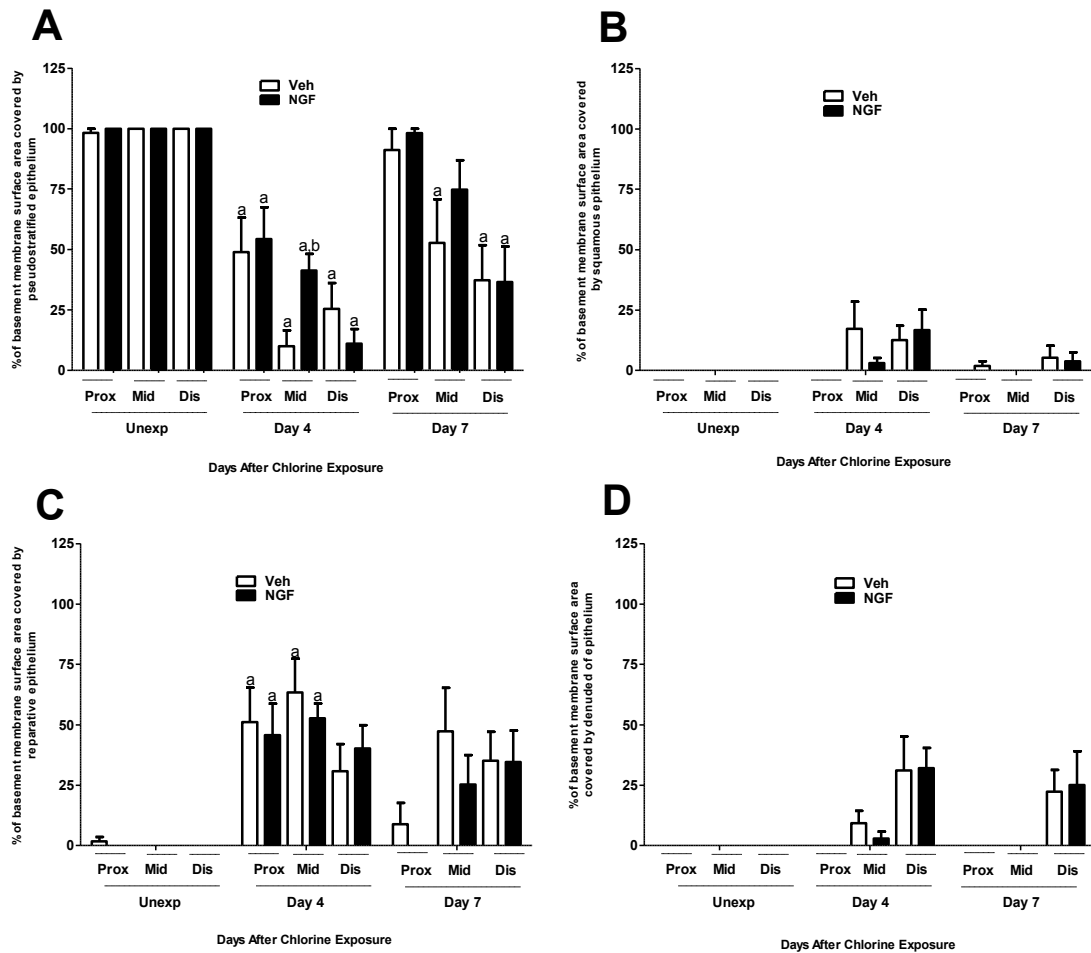 A
% of basement membrane surface area covered by
pseudostratified epithelium
125
100
75
50
25
0
Veh
NGF
a
a
a
a,b
a
a
a
a
a
Prox
Mid
Dis
Prox
Mid
Dis
Prox
Mid
Dis
Unexp
Day 4
Day 7
Days After Chlorine Exposure
B
% of basement membrane surface area covered
by squamous epithelium
125
100
75
50
25
0
Veh
NGF
Prox
Mid
Dis
Prox
Mid
Dis
Prox
Mid
Dis
Unexp
Day 4
Day 7
Days After Chlorine Exposure
C
% of basement membrane surface area covered by
reparative epithelium
125
100
75
50
25
0
Veh
NGF
a
a
a
a
Prox
Mid
Dis
Prox
Mid
Dis
Prox
Mid
Dis
Unexp
Day 4
Day 7
Days After Chlorine Exposure
D
% of basement membrane surface area
covered by denuded of epithelium
125
100
75
50
25
0
Veh
NGF
Prox
Mid
Dis
Prox
Mid
Dis
Prox
Mid
Dis
Unexp
Day 4
Day 7
Days After Chlorine Exposure